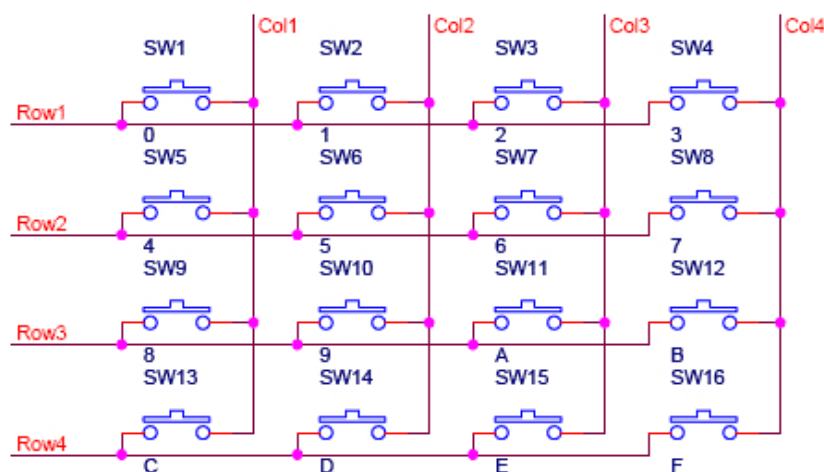 Col1 Col2 Col3 Col4
SW1 SW2 SW3 SW4
Row1
0 1 2 3
SW5 SW6 SW7 SW8
Row2
4 5 6 7
SW9 SW10 SW11 SW12
Row3
8 9 A B
SW13 SW14 SW15 SW16
Row4
C D E F